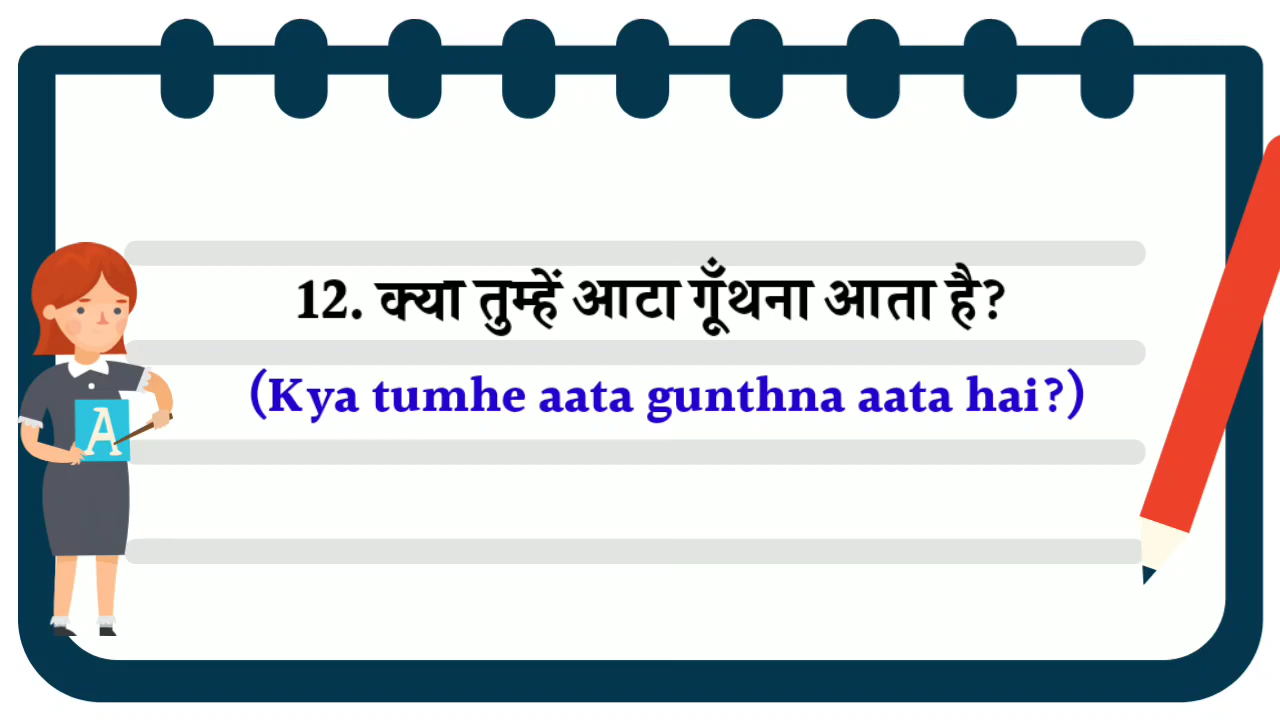 12. क्या तुम्हें आटा गूँथना आता है?
(Kya tumhe aata gunthna aata hai?)
A